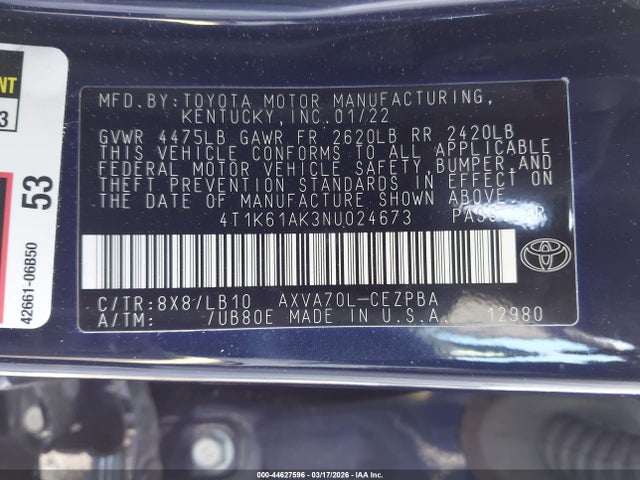 MFD.BY:TOYOTA MOTOR MANUFACTURING,
KENTUCKY,INC.01/22
GVWR 4475LB GAWR FR 2620LB RR 2420LB
THIS VEHICLE CONFORMS TO ALL APPLICABLE
FEDERAL MOTOR VEHICLE SAFETY,BUMPER,AND
THEFT PREVENTION STANDARDS IN EFFECT ON
THE DATE OF MANUFACTURE SHOWN ABOVE.
4T1K61AK3NU024673
C/TR:8X8/LB10 AXVA70L-CEZPBA
A/TM: 7UB80E MADE IN U.S.A. 12980
53
42661-06B50
000-44627596 - 03/17/2026 - IAA Inc.